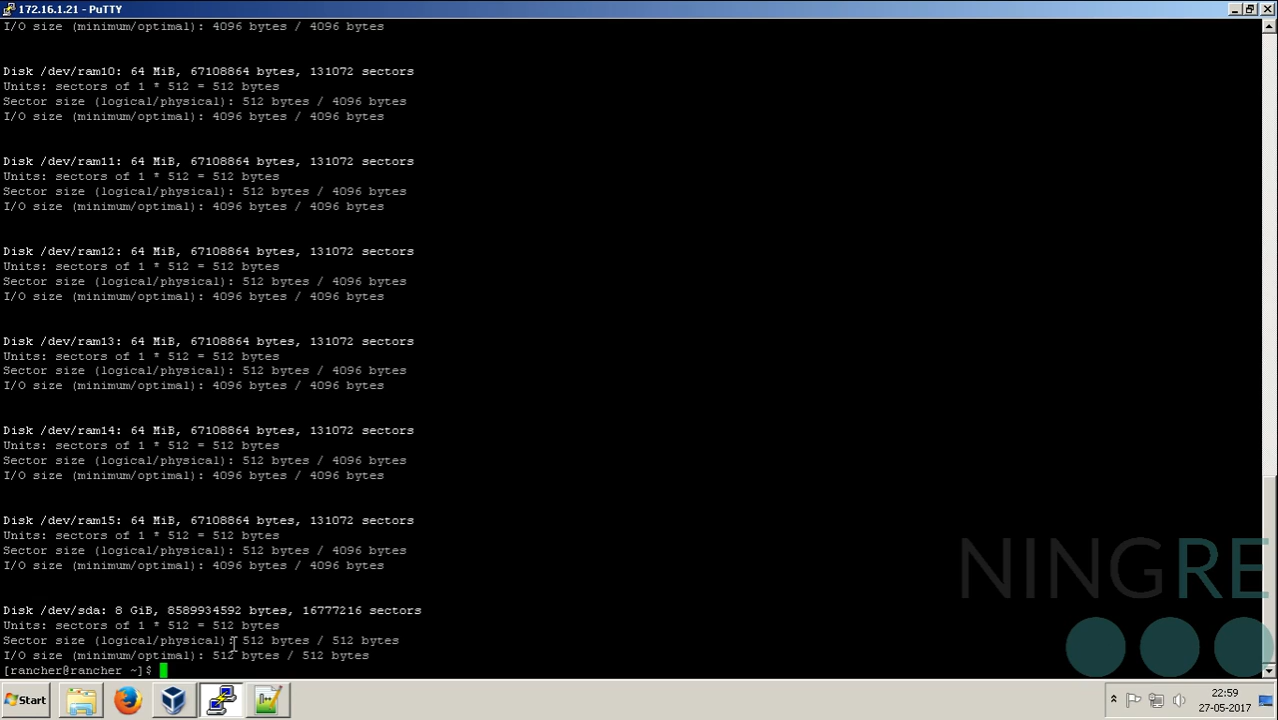 172.16.1.21 - PuTTY
I/O size (minimum/optimal): 4096 bytes / 4096 bytes
Disk /dev/ram10: 64 MiB, 67108864 bytes, 131072 sectors
Units: sectors of 1 * 512 = 512 bytes
Sector size (logical/physical): 512 bytes / 4096 bytes
I/O size (minimum/optimal): 4096 bytes / 4096 bytes
Disk /dev/ram11: 64 MiB, 67108864 bytes, 131072 sectors
Units: sectors of 1 * 512 = 512 bytes
Sector size (logical/physical): 512 bytes / 4096 bytes
I/O size (minimum/optimal): 4096 bytes / 4096 bytes
Disk /dev/ram12: 64 MiB, 67108864 bytes, 131072 sectors
Units: sectors of 1 * 512 = 512 bytes
Sector size (logical/physical): 512 bytes / 4096 bytes
I/O size (minimum/optimal): 4096 bytes / 4096 bytes
Disk /dev/ram13: 64 MiB, 67108864 bytes, 131072 sectors
Units: sectors of 1 * 512 = 512 bytes
Sector size (logical/physical): 512 bytes / 4096 bytes
I/O size (minimum/optimal): 4096 bytes / 4096 bytes
Disk /dev/ram14: 64 MiB, 67108864 bytes, 131072 sectors
Units: sectors of 1 * 512 = 512 bytes
Sector size (logical/physical): 512 bytes / 4096 bytes
I/O size (minimum/optimal): 4096 bytes / 4096 bytes
Disk /dev/ram15: 64 MiB, 67108864 bytes, 131072 sectors
Units: sectors of 1 * 512 = 512 bytes
Sector size (logical/physical): 512 bytes / 4096 bytes
I/O size (minimum/optimal): 4096 bytes / 4096 bytes
Disk /dev/sda: 8 GiB, 8589934592 bytes, 16777216 sectors
Units: sectors of 1 * 512 = 512 bytes
Sector size (logical/physical): 512 bytes / 512 bytes
I/O size (minimum/optimal): 512 bytes / 512 bytes
[rancher@rancher ~]$
NINGRE
Start
22:59
27-05-2017